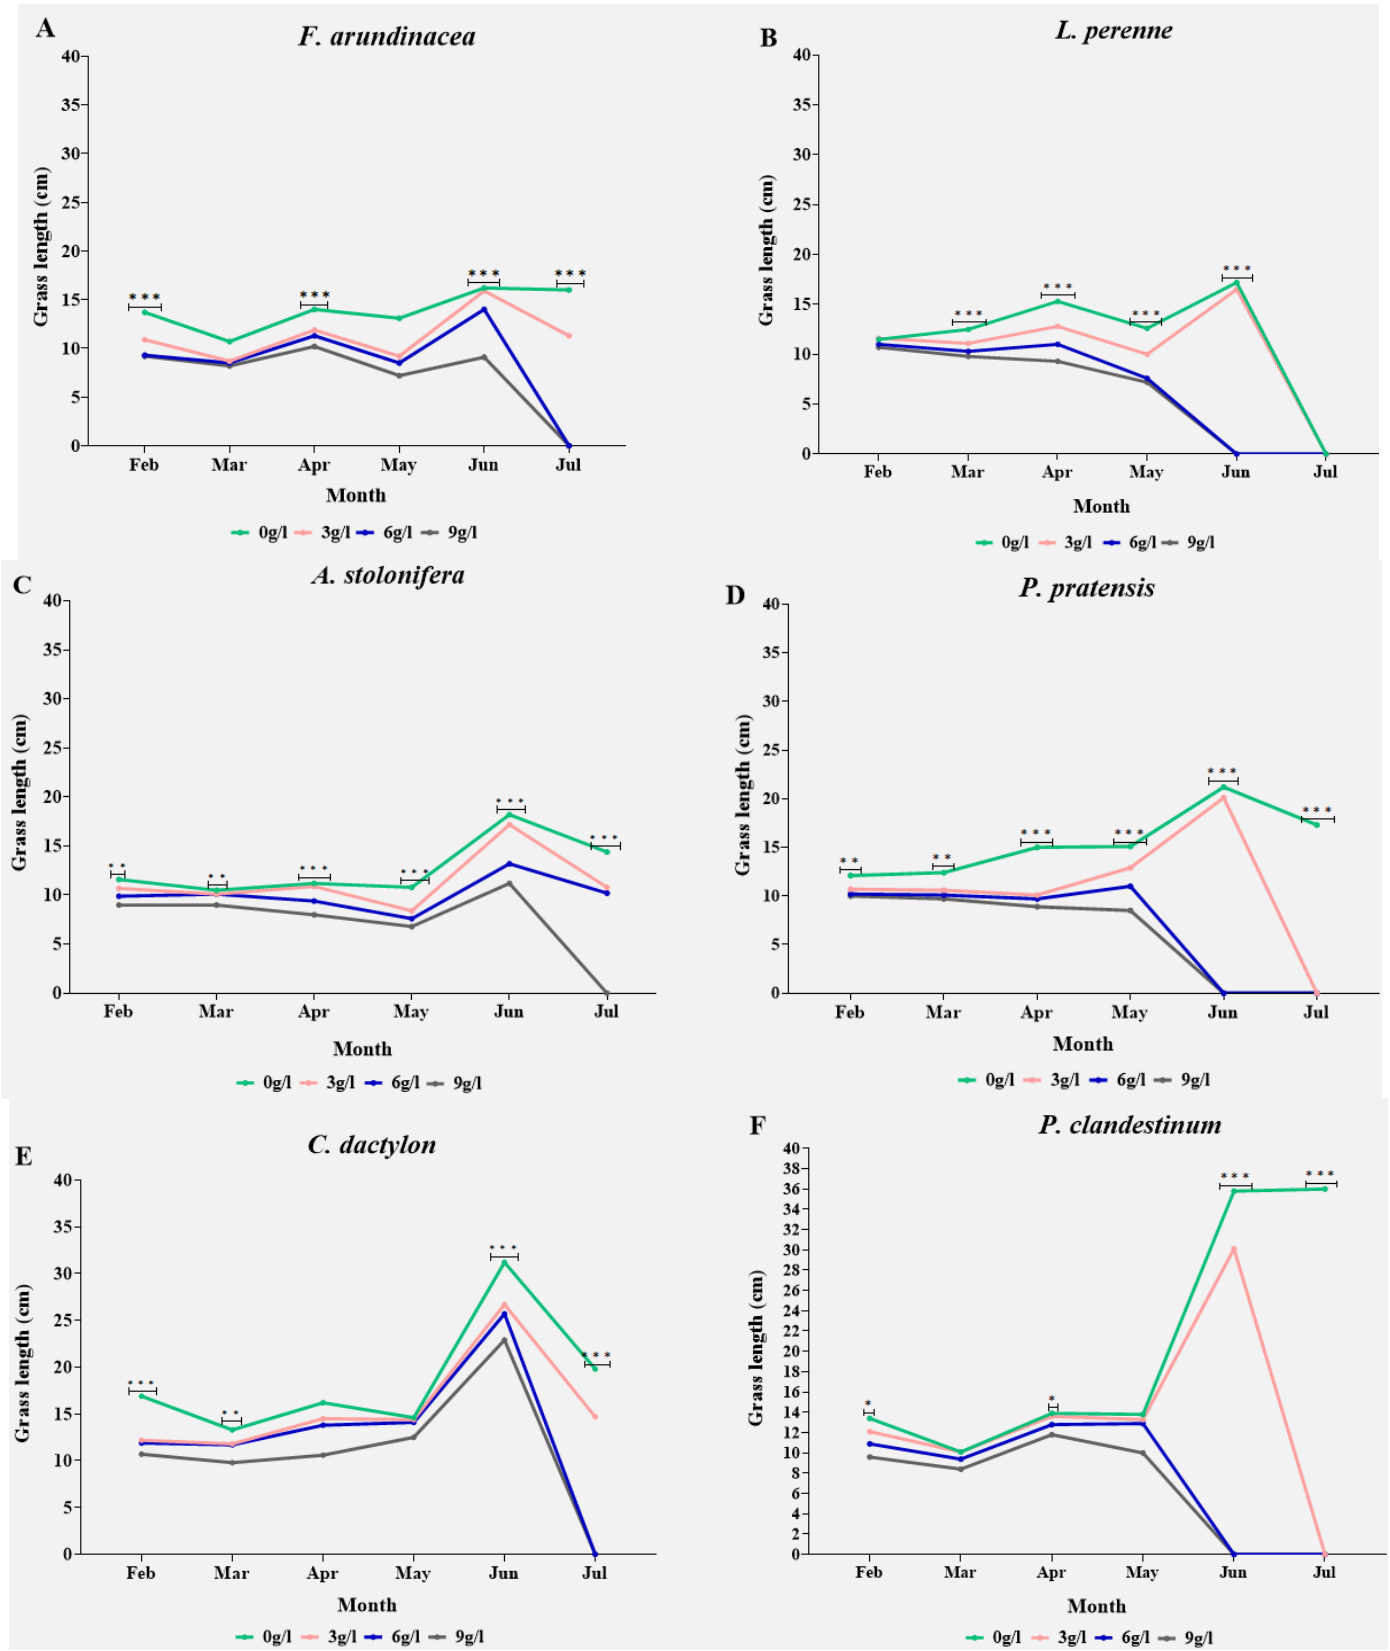 A
F. arundinacea
Grass length (cm)
40
35
30
25
20
15
10
5
0
***
***
***
***
Feb Mar Apr May Jun Jul
Month
0g/l 3g/l 6g/l 9g/l
B
L. perenne
Grass length (cm)
40
35
30
25
20
15
10
5
0
***
***
***
***
Feb Mar Apr May Jun Jul
Month
0g/l 3g/l 6g/l 9g/l
C
A. stolonifera
Grass length (cm)
40
35
30
25
20
15
10
5
0
**
**
***
***
***
***
Feb Mar Apr May Jun Jul
Month
0g/l 3g/l 6g/l 9g/l
D
P. pratensis
Grass length (cm)
40
35
30
25
20
15
10
5
0
**
**
***
***
***
***
Feb Mar Apr May Jun Jul
Month
0g/l 3g/l 6g/l 9g/l
E
C. dactylon
Grass length (cm)
40
35
30
25
20
15
10
5
0
***
**
***
***
Feb Mar Apr May Jun Jul
Month
0g/l 3g/l 6g/l 9g/l
F
P. clandestinum
Grass length (cm)
40
38
36
34
32
30
28
26
24
22
20
18
16
14
12
10
8
6
4
2
0
*
*
***
***
Feb Mar Apr May Jun Jul
Month
0g/l 3g/l 6g/l 9g/l